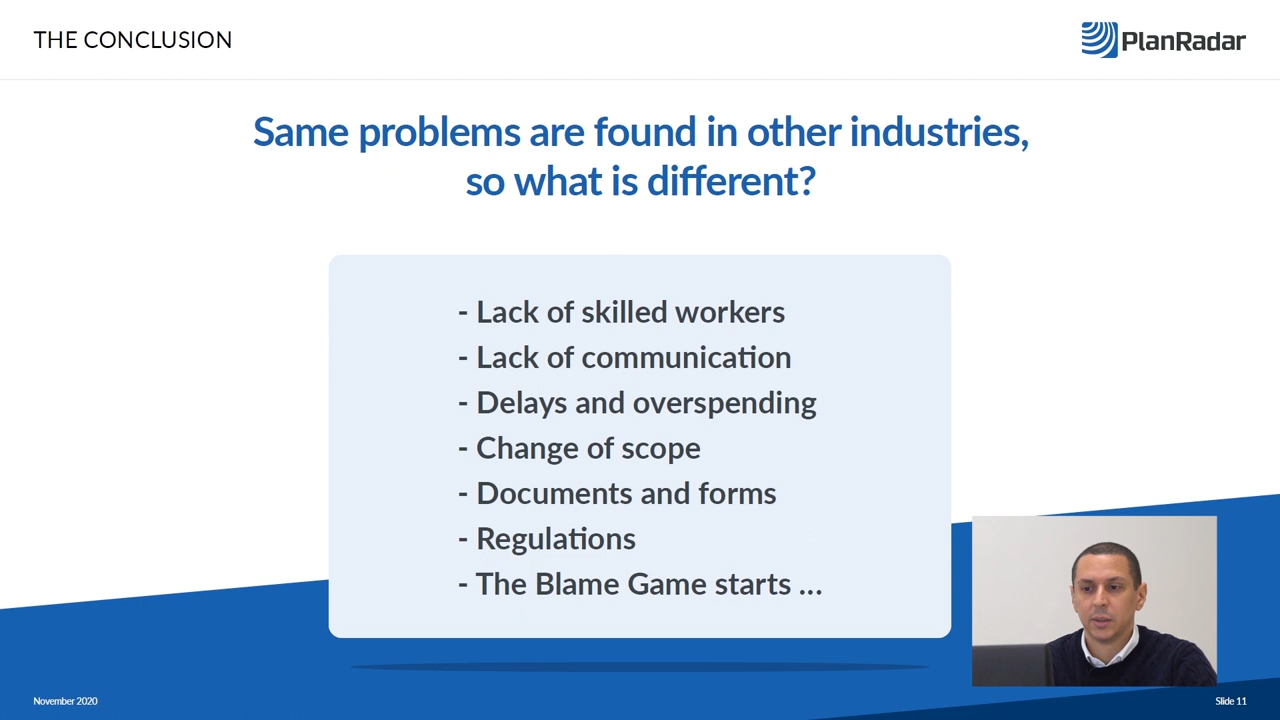 THE CONCLUSION
PlanRadar
Same problems are found in other industries,
so what is different?
- Lack of skilled workers
- Lack of communication
- Delays and overspending
- Change of scope
- Documents and forms
- Regulations
- The Blame Game starts ...
November 2020
Slide 11